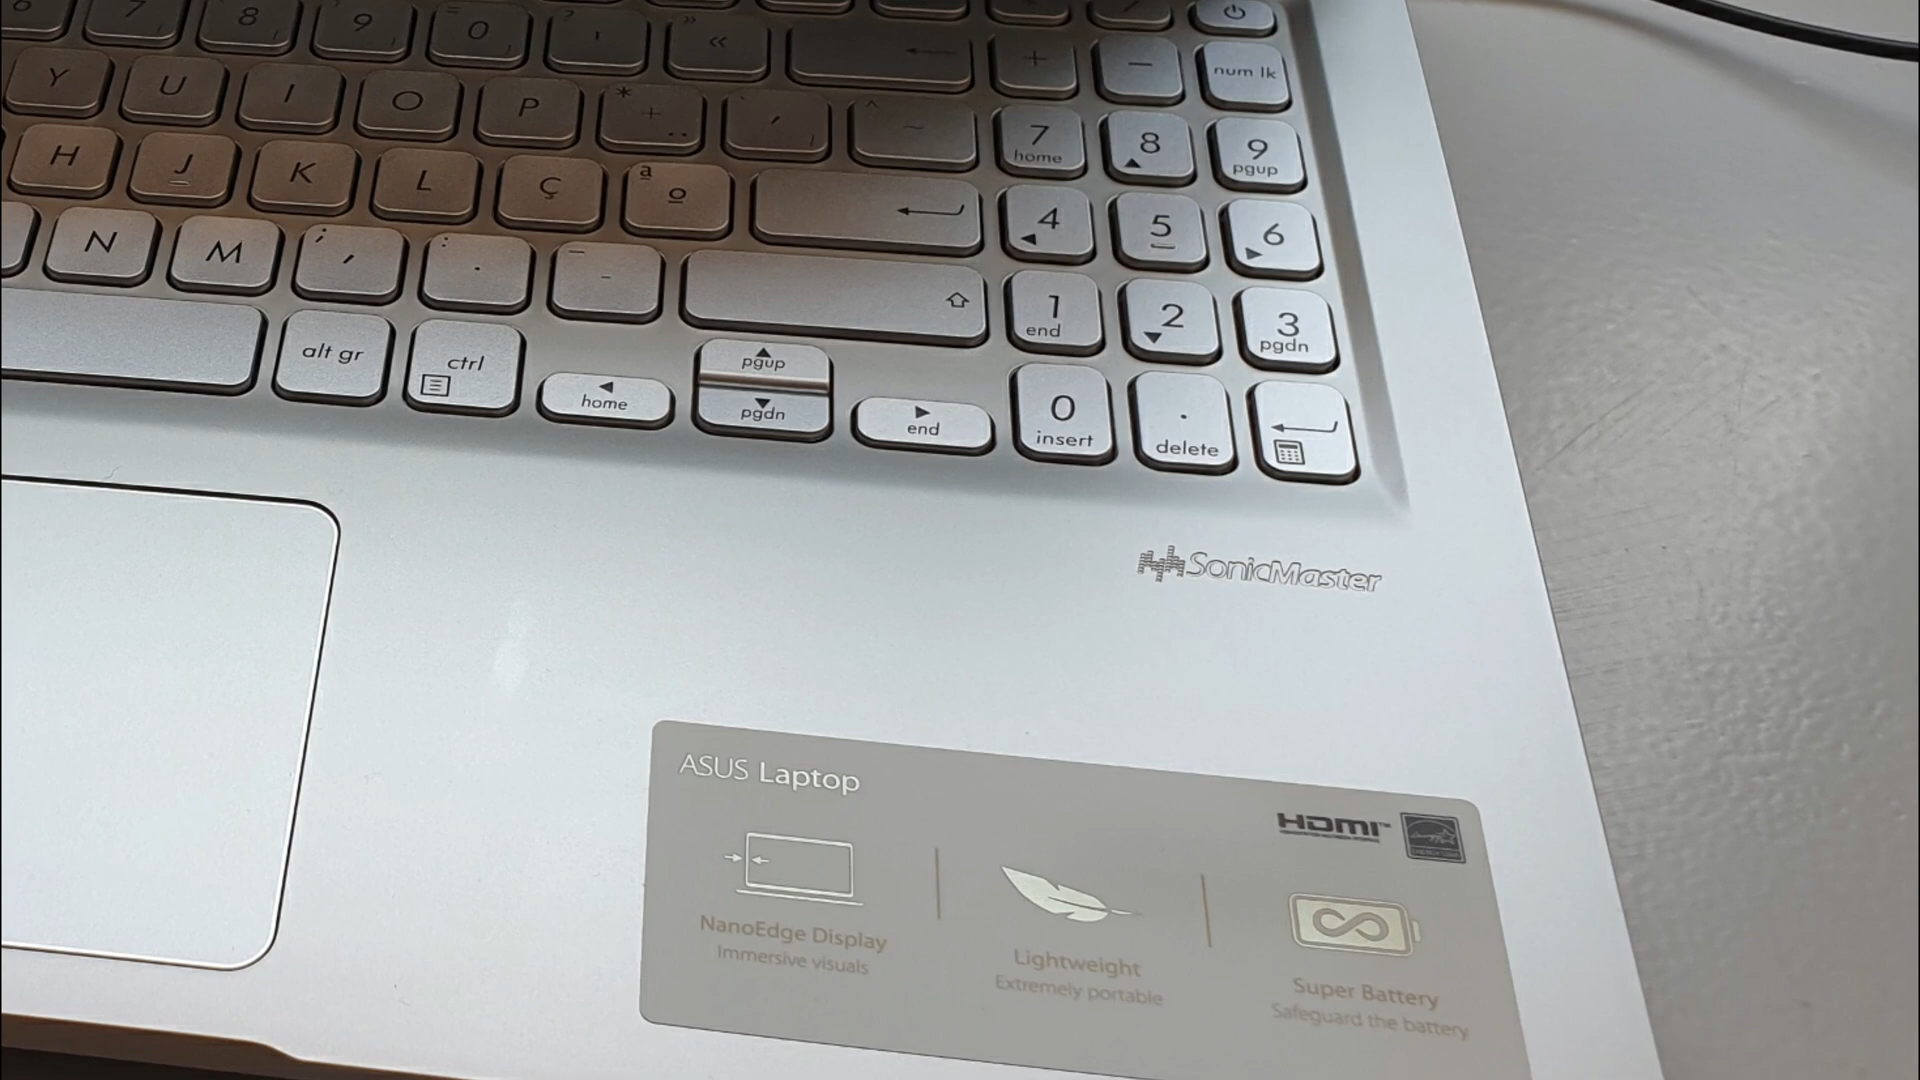 7 8 9 = 0 ? ' » «
+ - num lk
Y U I O P * + ¨ ` ´ ^ ~
7 home 8 9 pgup
H J K L Ç ª º
4 5 6
N M ; , : . _ -
1 end 2 3 pgdn
alt gr ctrl home pgup pgdn end
0 insert . delete
SonicMaster
ASUS Laptop
HDMI™
NanoEdge Display
Immersive visuals
Lightweight
Extremely portable
Super Battery
Safeguard the battery